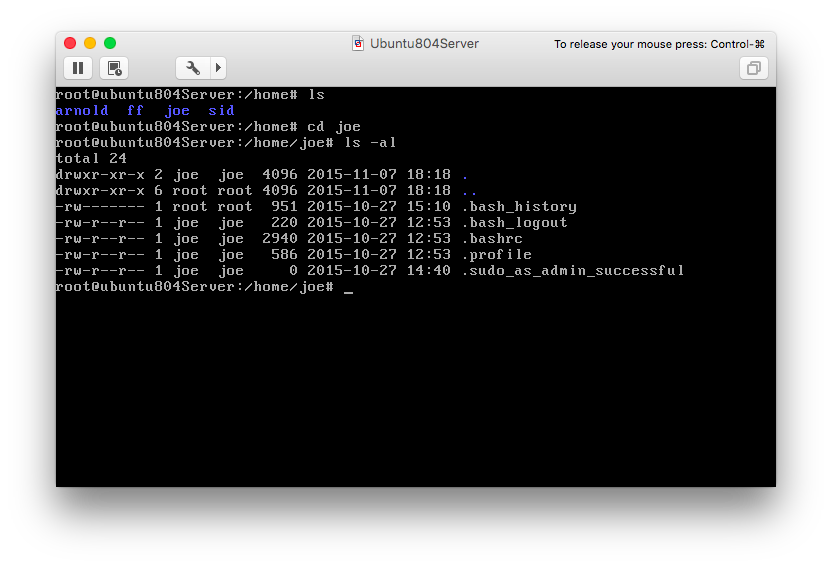 Ubuntu804Server
To release your mouse press: Control-⌘
root@ubuntu804Server:/home# ls
arnold  ff  joe  sid
root@ubuntu804Server:/home# cd joe
root@ubuntu804Server:/home/joe# ls -al
total 24
drwxr-xr-x 2 joe  joe  4096 2015-11-07 18:18 .
drwxr-xr-x 6 root root 4096 2015-11-07 18:18 ..
-rw------- 1 root root  951 2015-10-27 15:10 .bash_history
-rw-r--r-- 1 joe  joe   220 2015-10-27 12:53 .bash_logout
-rw-r--r-- 1 joe  joe  2940 2015-10-27 12:53 .bashrc
-rw-r--r-- 1 joe  joe   586 2015-10-27 12:53 .profile
-rw-r--r-- 1 joe  joe     0 2015-10-27 14:40 .sudo_as_admin_successful
root@ubuntu804Server:/home/joe# _